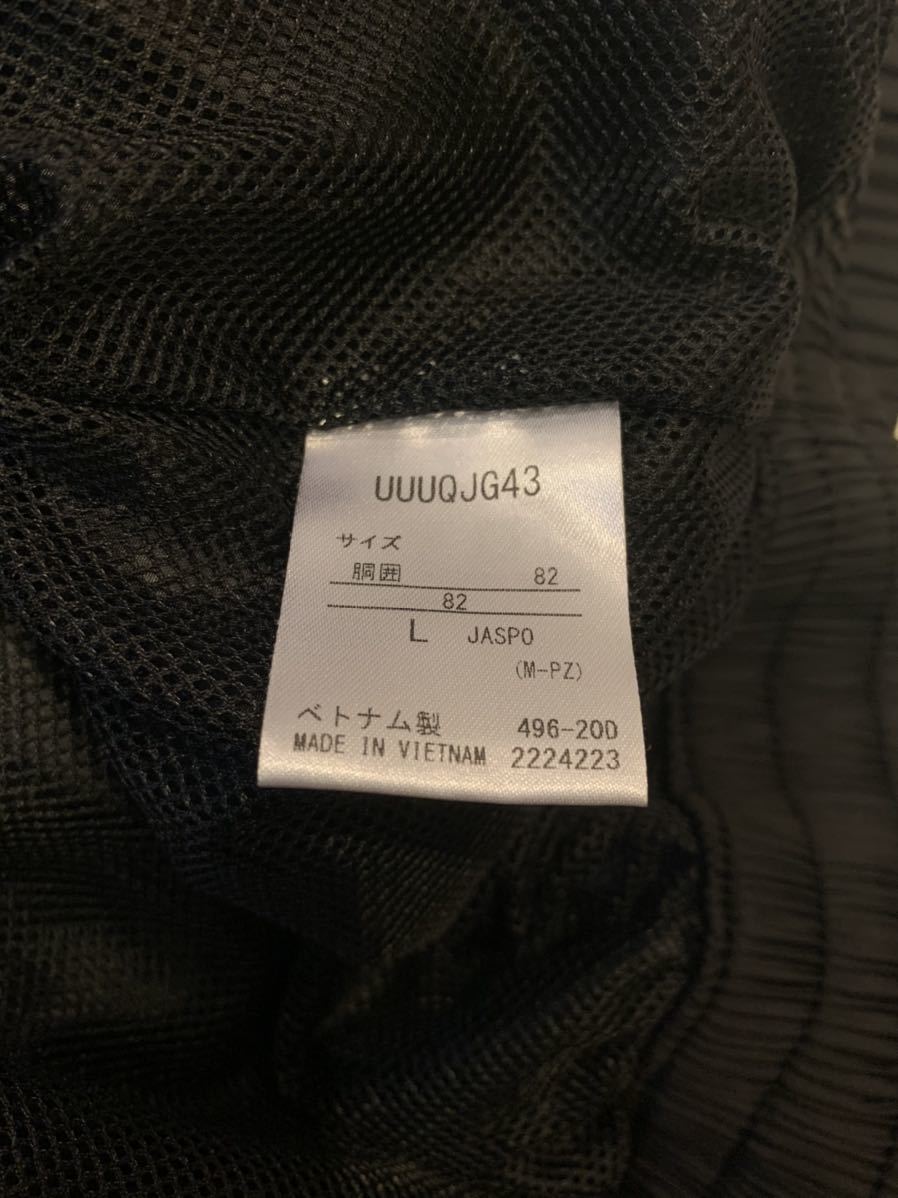 UUUQJG43
サイズ
胴囲 82
82
L JASPO
(M-PZ)
ベトナム製 496-20D
MADE IN VIETNAM 2224223